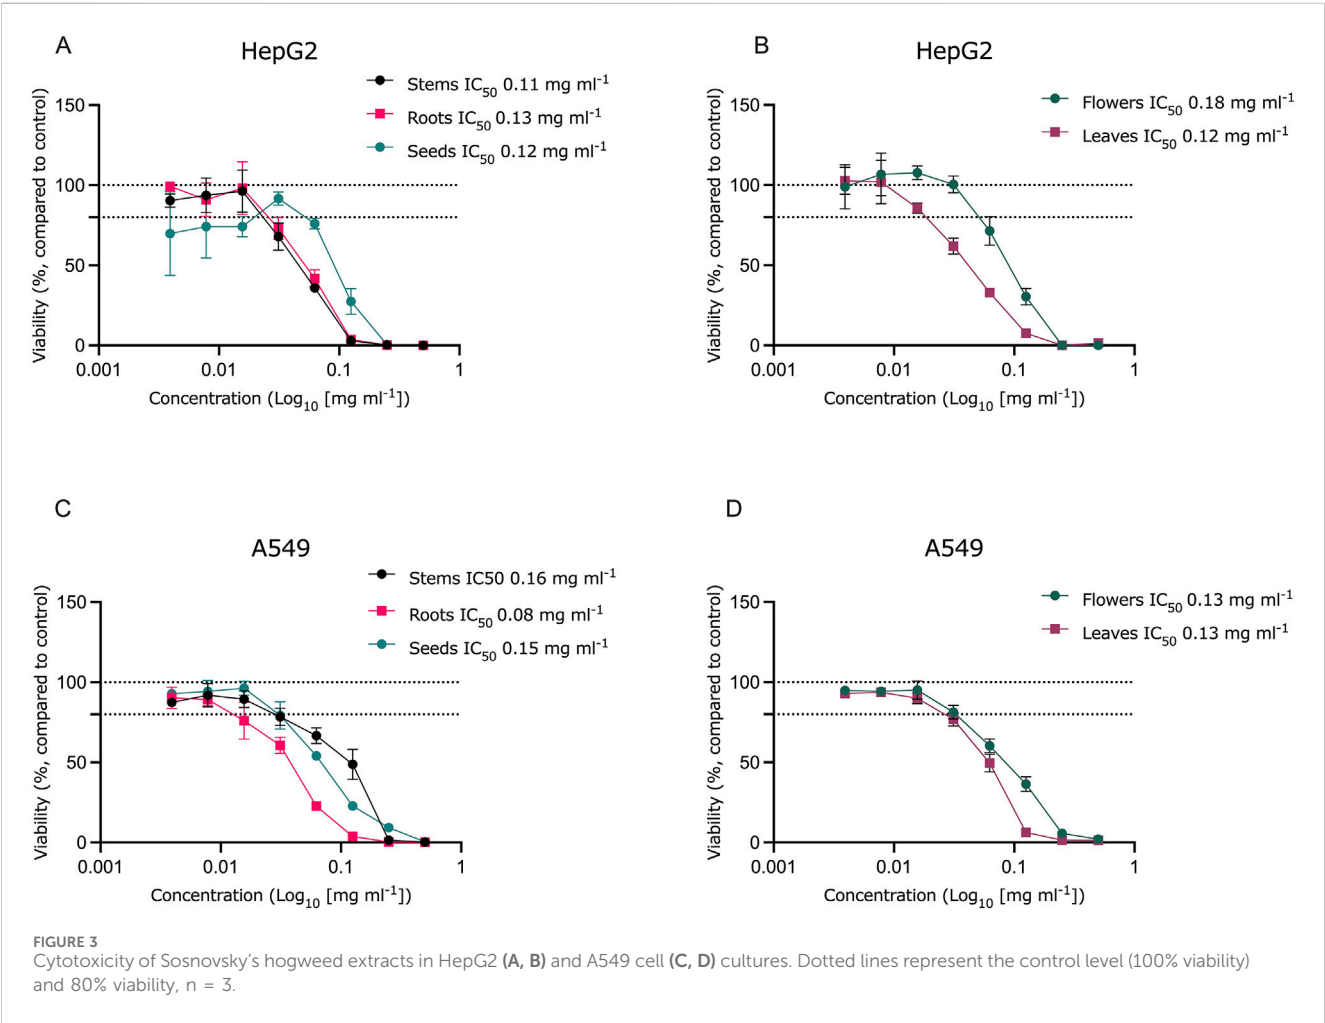 A
HepG2
Stems IC50 0.11 mg ml-1
Roots IC50 0.13 mg ml-1
Seeds IC50 0.12 mg ml-1
Viability (%, compared to control)
150
100
50
0
0.001 0.01 0.1 1
Concentration (Log10 [mg ml-1])
B
HepG2
Flowers IC50 0.18 mg ml-1
Leaves IC50 0.12 mg ml-1
Viability (%, compared to control)
150
100
50
0
0.001 0.01 0.1 1
Concentration (Log10 [mg ml-1])
C
A549
Stems IC50 0.16 mg ml-1
Roots IC50 0.08 mg ml-1
Seeds IC50 0.15 mg ml-1
Viability (%, compared to control)
150
100
50
0
0.001 0.01 0.1 1
Concentration (Log10 [mg ml-1])
D
A549
Flowers IC50 0.13 mg ml-1
Leaves IC50 0.13 mg ml-1
Viability (%, compared to control)
150
100
50
0
0.001 0.01 0.1 1
Concentration (Log10 [mg ml-1])
FIGURE 3
Cytotoxicity of Sosnovsky's hogweed extracts in HepG2 (A, B) and A549 cell (C, D) cultures. Dotted lines represent the control level (100% viability)
and 80% viability, n = 3.